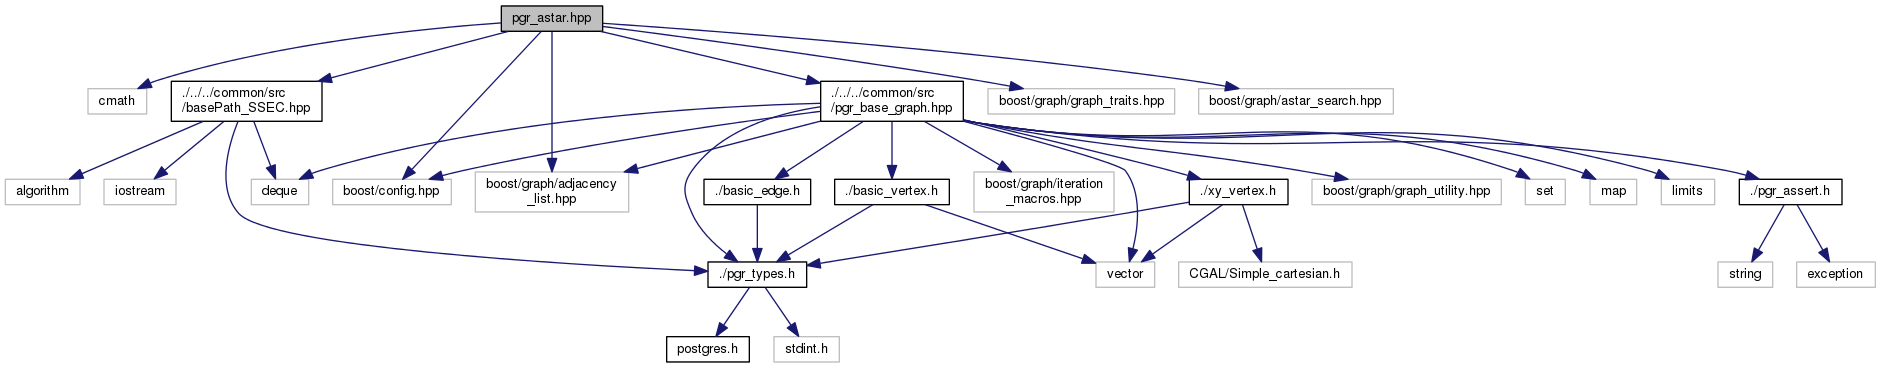 pgr_astar.hpp
cmath
./../../common/src
/basePath_SSEC.hpp
./../../common/src
/pgr_base_graph.hpp
boost/graph/graph_traits.hpp
boost/graph/astar_search.hpp
algorithm
iostream
deque
boost/config.hpp
boost/graph/adjacency
_list.hpp
./basic_edge.h
./basic_vertex.h
boost/graph/iteration
_macros.hpp
./xy_vertex.h
boost/graph/graph_utility.hpp
set
map
limits
./pgr_assert.h
./pgr_types.h
vector
CGAL/Simple_cartesian.h
string
exception
postgres.h
stdint.h